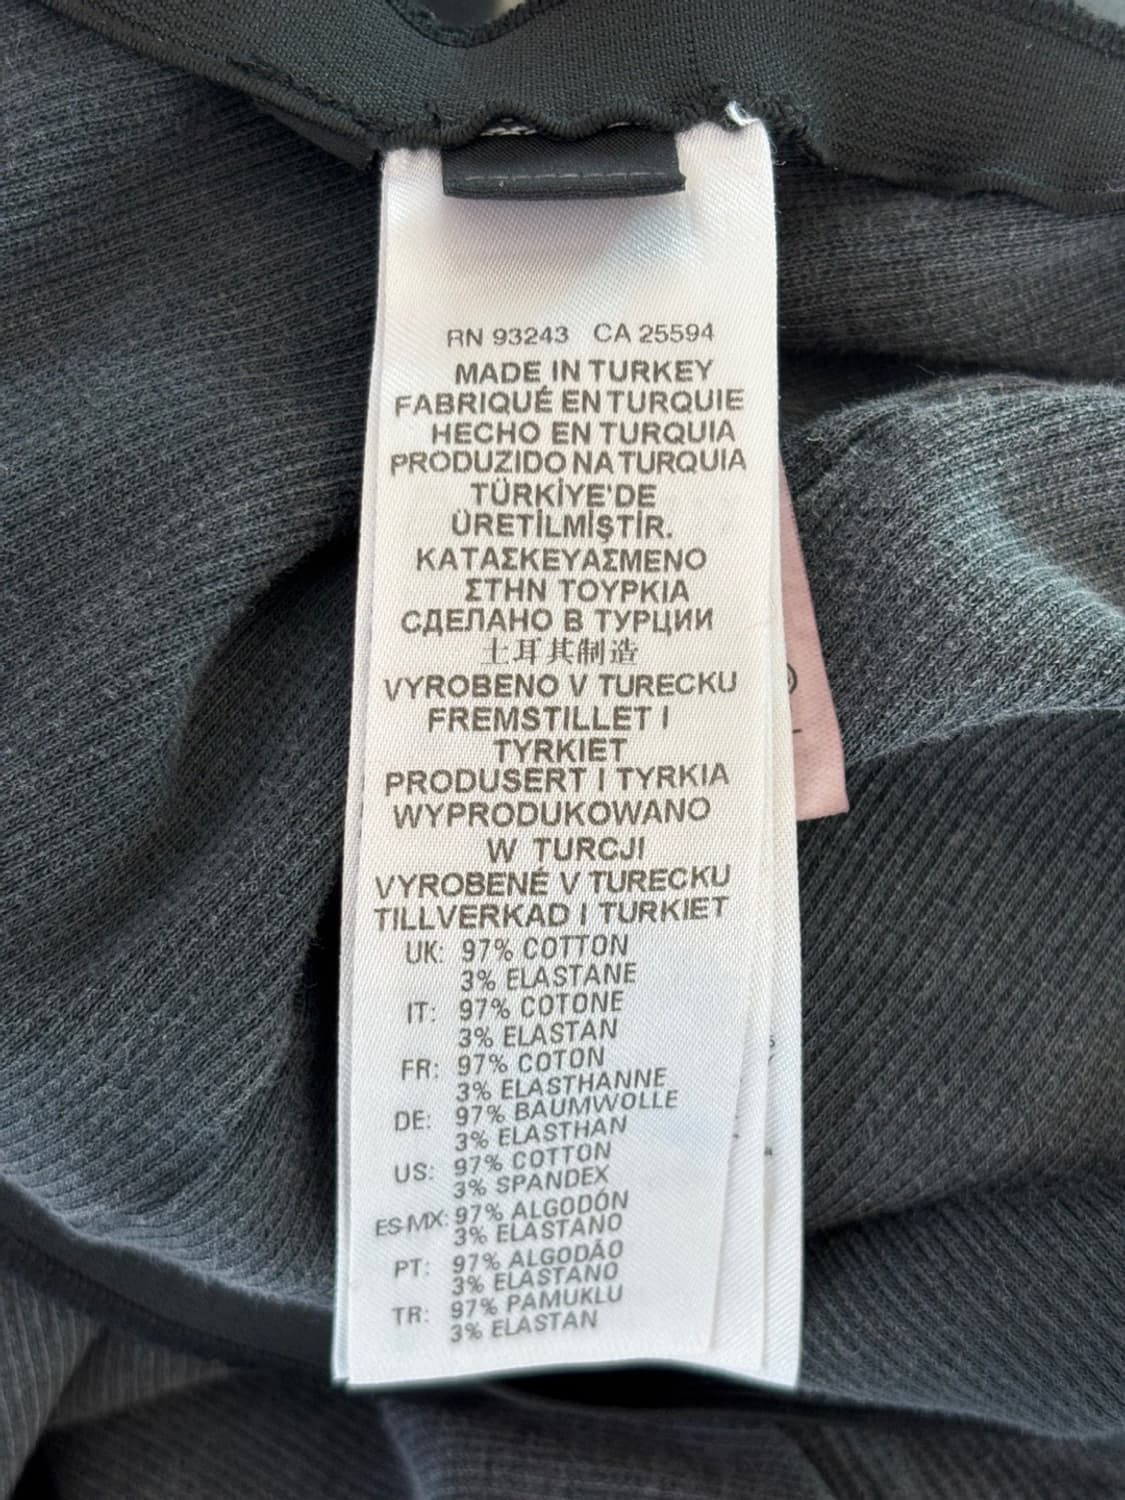 RN 93243 CA 25594
MADE IN TURKEY
FABRIQUÉ EN TURQUIE
HECHO EN TURQUIA
PRODUZIDO NA TURQUIA
TÜRKİYE'DE
ÜRETİLMİŞTİR.
ΚΑΤΑΣΚΕΥΑΣΜΕΝΟ
ΣΤΗΝ ΤΟΥΡΚΙΑ
СДЕЛАНО В ТУРЦИИ
土耳其制造
VYROBENO V TURECKU
FREMSTILLET I
TYRKIET
PRODUSERT I TYRKIA
WYPRODUKOWANO
W TURCJI
VYROBENÉ V TURECKU
TILLVERKAD I TURKIET
UK: 97% COTTON
3% ELASTANE
IT: 97% COTONE
3% ELASTAN
FR: 97% COTON
3% ELASTHANNE
DE: 97% BAUMWOLLE
3% ELASTHAN
US: 97% COTTON
3% SPANDEX
ES-MX: 97% ALGODÓN
3% ELASTANO
PT: 97% ALGODÃO
3% ELASTANO
TR: 97% PAMUKLU
3% ELASTAN